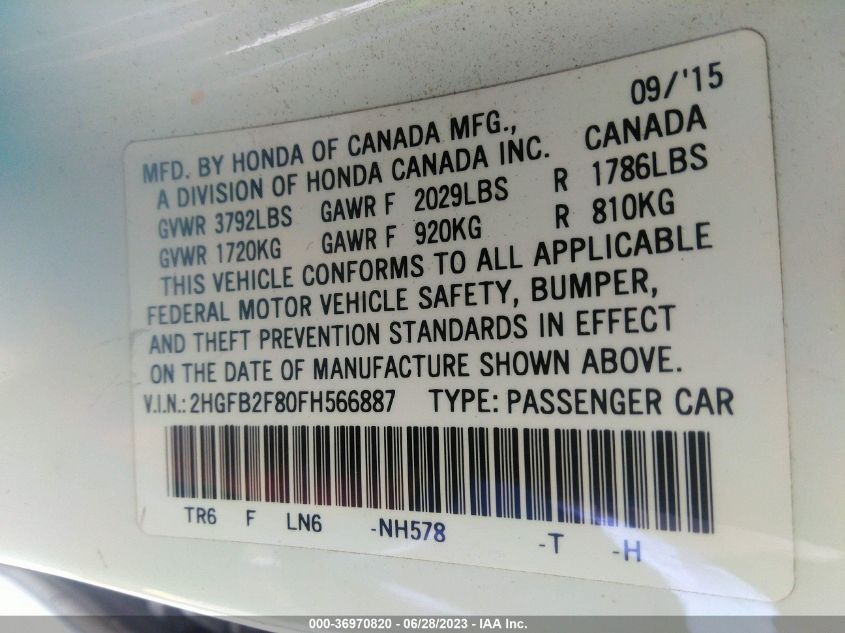 09/'15
MFD. BY HONDA OF CANADA MFG., CANADA
A DIVISION OF HONDA CANADA INC.
GVWR 3792LBS GAWR F 2029LBS R 1786LBS
GVWR 1720KG GAWR F 920KG R 810KG
THIS VEHICLE CONFORMS TO ALL APPLICABLE
FEDERAL MOTOR VEHICLE SAFETY, BUMPER,
AND THEFT PREVENTION STANDARDS IN EFFECT
ON THE DATE OF MANUFACTURE SHOWN ABOVE.
V.I.N.: 2HGFB2F80FH566887 TYPE: PASSENGER CAR
TR6 F LN6 -NH578 -T -H
000-36970820 - 06/28/2023 - IAA Inc.